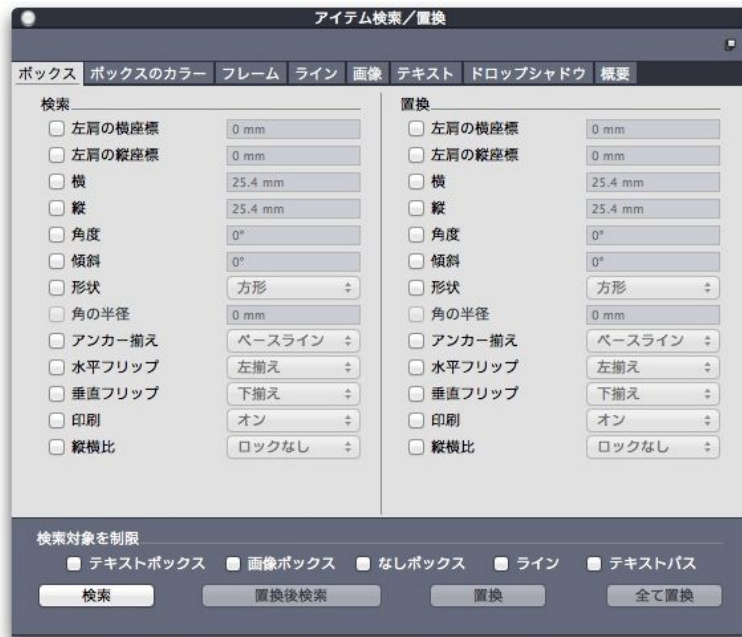 アイテム検索／置換
ボックス ボックスのカラー フレーム ライン 画像 テキスト ドロップシャドウ 概要
検索 置換
左肩の横座標 0 mm 左肩の横座標 0 mm
左肩の縦座標 0 mm 左肩の縦座標 0 mm
横 25.4 mm 横 25.4 mm
縦 25.4 mm 縦 25.4 mm
角度 0° 角度 0°
傾斜 0° 傾斜 0°
形状 方形 形状 方形
角の半径 0 mm 角の半径 0 mm
アンカー揃え ベースライン アンカー揃え ベースライン
水平フリップ 左揃え 水平フリップ 左揃え
垂直フリップ 下揃え 垂直フリップ 下揃え
印刷 オン 印刷 オン
縦横比 ロックなし 縦横比 ロックなし
検索対象を制限
テキストボックス 画像ボックス なしボックス ライン テキストパス
検索 置換後検索 置換 全て置換